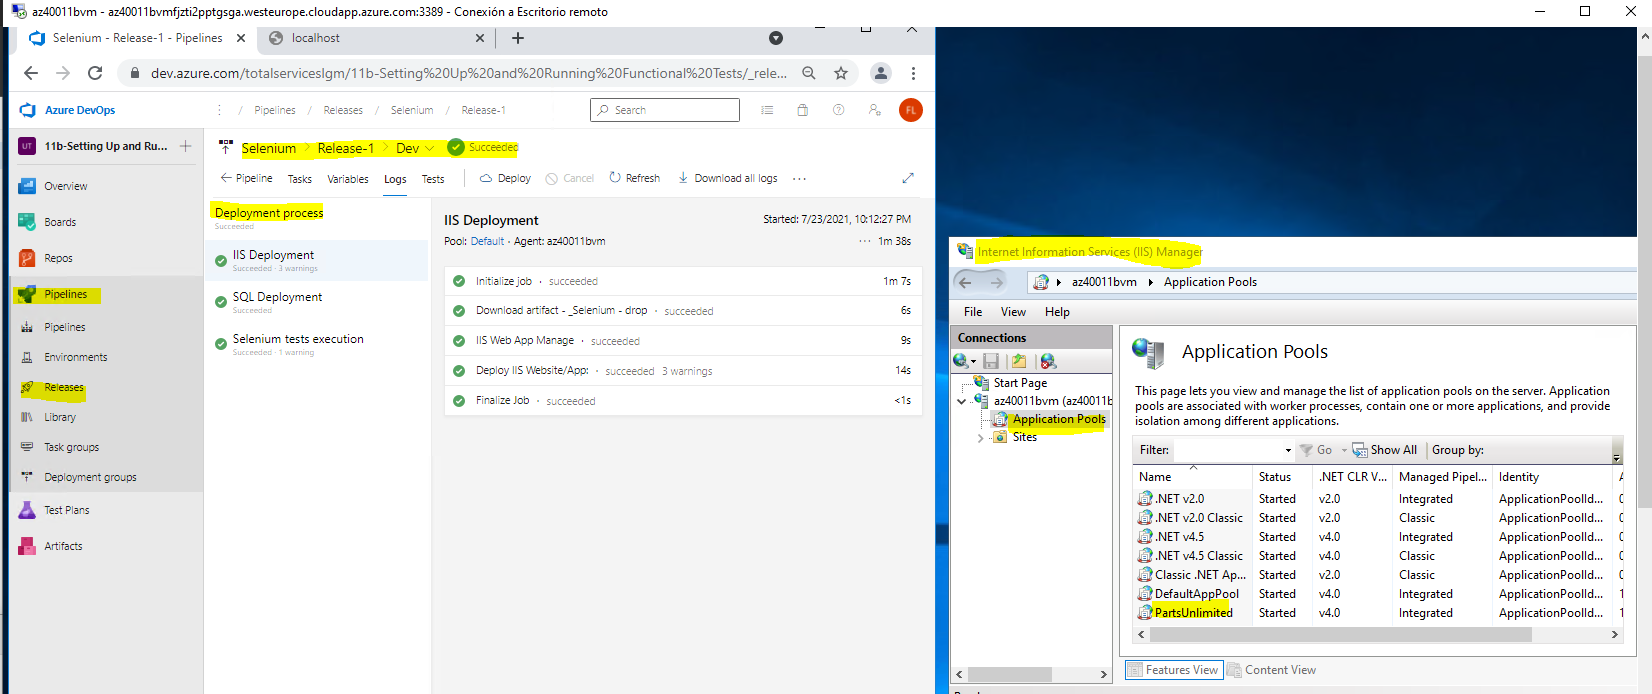 az40011bvm - az40011bvmfjzti2pptgsga.westeurope.cloudapp.azure.com:3389 - Conexión a Escritorio remoto
Selenium - Release-1 - Pipelines
localhost
dev.azure.com/totalserviceslgm/11b-Setting%20Up%20and%20Running%20Functional%20Tests/_rele...
Azure DevOps
/ Pipelines / Releases / Selenium / Release-1
Search
FL
UT
11b-Setting Up and Ru...
Overview
Boards
Repos
Pipelines
Pipelines
Environments
Releases
Library
Task groups
Deployment groups
Test Plans
Artifacts
Selenium > Release-1 > Dev
Succeeded
Pipeline
Tasks
Variables
Logs
Tests
Deploy
Cancel
Refresh
Download all logs
Deployment process
Succeeded
IIS Deployment
Succeeded · 3 warnings
SQL Deployment
Succeeded
Selenium tests execution
Succeeded · 1 warning
IIS Deployment
Started: 7/23/2021, 10:12:27 PM
Pool: Default · Agent: az40011bvm
... 1m 38s
Initialize job · succeeded 1m 7s
Download artifact - _Selenium - drop · succeeded 6s
IIS Web App Manage · succeeded 9s
Deploy IIS Website/App: · succeeded 3 warnings 14s
Finalize Job · succeeded <1s
Internet Information Services (IIS) Manager
az40011bvm
Application Pools
File View Help
Connections
Start Page
az40011bvm (az40011b
Application Pools
Sites
Application Pools
This page lets you view and manage the list of application pools on the server. Application
pools are associated with worker processes, contain one or more applications, and provide
isolation among different applications.
Filter:
Go
Show All
Group by:
Name Status .NET CLR V... Managed Pipel... Identity
.NET v2.0 Started v2.0 Integrated ApplicationPoolId...
.NET v2.0 Classic Started v2.0 Classic ApplicationPoolId...
.NET v4.5 Started v4.0 Integrated ApplicationPoolId...
.NET v4.5 Classic Started v4.0 Classic ApplicationPoolId...
Classic .NET Ap... Started v2.0 Classic ApplicationPoolId...
DefaultAppPool Started v4.0 Integrated ApplicationPoolId...
PartsUnlimited Started v4.0 Integrated ApplicationPoolId...
Features View
Content View